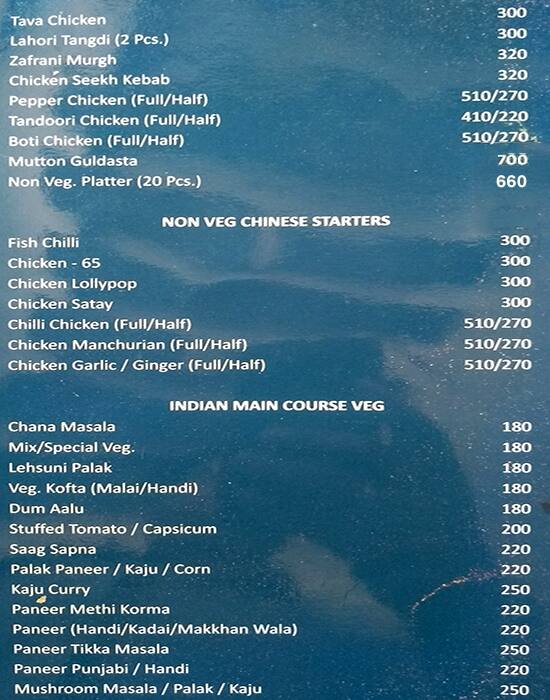 Tava Chicken 300
Lahori Tangdi (2 Pcs.) 300
Zafrani Murgh 320
Chicken Seekh Kebab 320
Pepper Chicken (Full/Half) 510/270
Tandoori Chicken (Full/Half) 410/220
Boti Chicken (Full/Half) 510/270
Mutton Guldasta 700
Non Veg. Platter (20 Pcs.) 660
NON VEG CHINESE STARTERS
Fish Chilli 300
Chicken - 65 300
Chicken Lollypop 300
Chicken Satay 300
Chilli Chicken (Full/Half) 510/270
Chicken Manchurian (Full/Half) 510/270
Chicken Garlic / Ginger (Full/Half) 510/270
INDIAN MAIN COURSE VEG
Chana Masala 180
Mix/Special Veg. 180
Lehsuni Palak 180
Veg. Kofta (Malai/Handi) 180
Dum Aalu 180
Stuffed Tomato / Capsicum 200
Saag Sapna 220
Palak Paneer / Kaju / Corn 220
Kaju Curry 250
Paneer Methi Korma 220
Paneer (Handi/Kadai/Makkhan Wala) 220
Paneer Tikka Masala 250
Paneer Punjabi / Handi 220
Mushroom Masala / Palak / Kaju 250